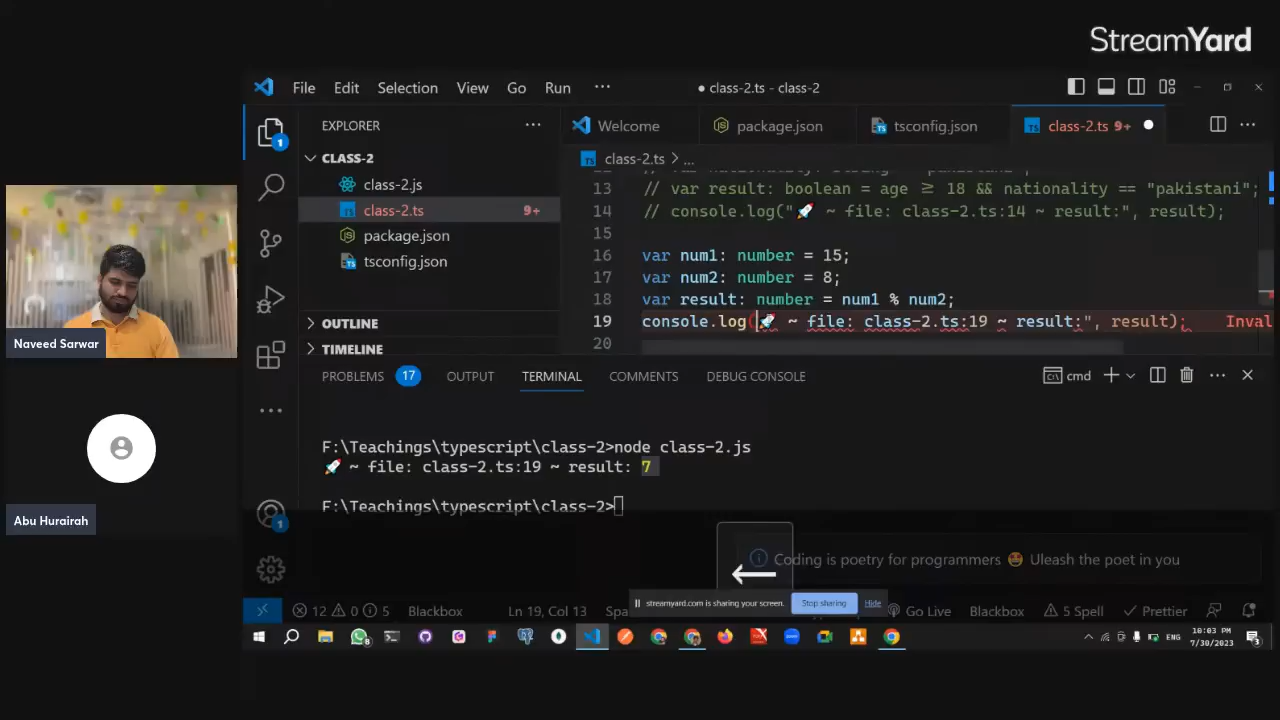 StreamYard
File Edit Selection View Go Run ··· ● class-2.ts - class-2
EXPLORER ···
Welcome package.json tsconfig.json class-2.ts 9+ ● ···
CLASS-2
class-2.ts > ...
class-2.js
class-2.ts 9+
package.json
tsconfig.json
OUTLINE
TIMELINE
13 // var result: boolean = age ≥ 18 && nationality == "pakistani";
14 // console.log("🚀 ~ file: class-2.ts:14 ~ result:", result);
15
16 var num1: number = 15;
17 var num2: number = 8;
18 var result: number = num1 % num2;
19 console.log(🚀 ~ file: class-2.ts:19 ~ result:", result); Inval
20
PROBLEMS 17 OUTPUT TERMINAL COMMENTS DEBUG CONSOLE cmd
F:\Teachings\typescript\class-2>node class-2.js
🚀 ~ file: class-2.ts:19 ~ result: 7
F:\Teachings\typescript\class-2>
Naveed Sarwar
Abu Hurairah
1
1
←
Coding is poetry for programmers 🤩 Uleash the poet in you
streamyard.com is sharing your screen. Stop sharing Hide
12 0 5 Blackbox Ln 19, Col 13 Spa Go Live Blackbox 5 Spell Prettier
ENG 10:03 PM
7/30/2023